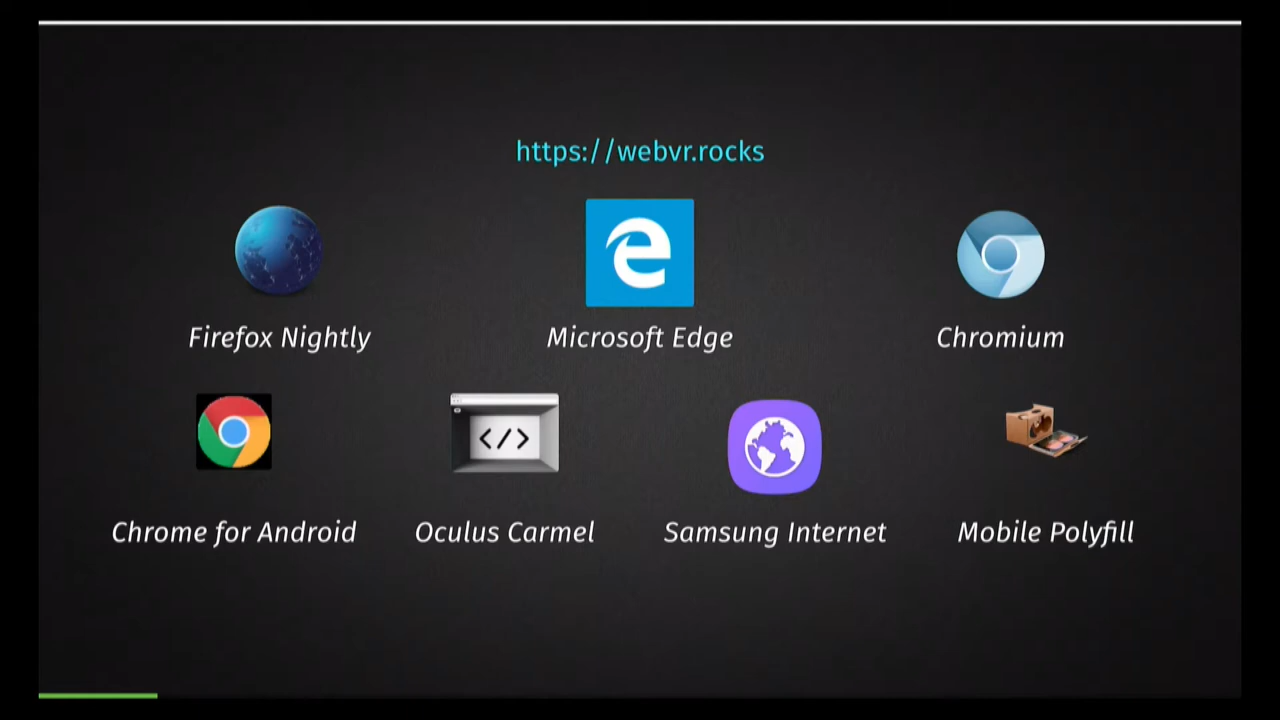 https://webvr.rocks
Firefox Nightly
Microsoft Edge
Chromium
</>
Chrome for Android
Oculus Carmel
Samsung Internet
Mobile Polyfill